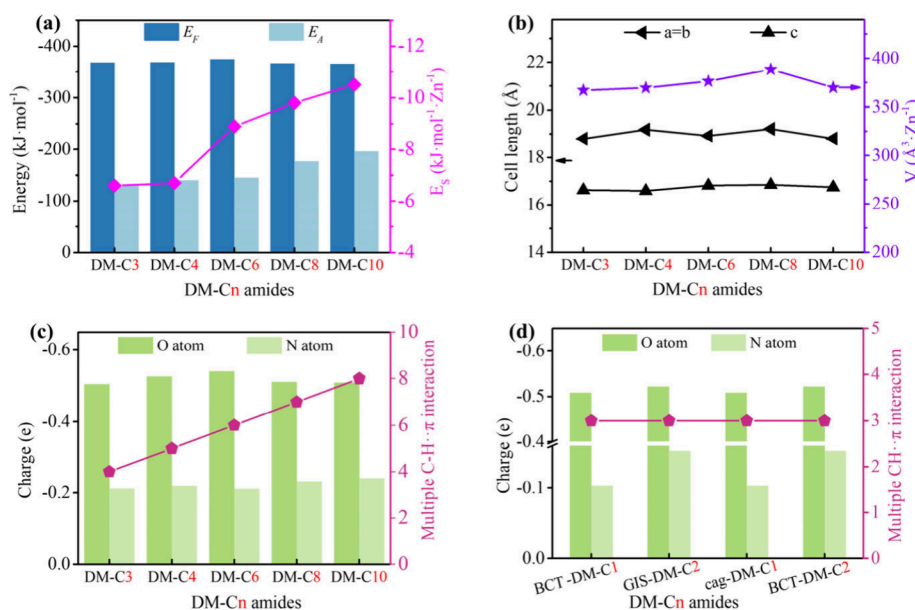 (a)
E_F
E_A
-400
-300
-200
-100
0
Energy (kJ·mol⁻¹)
-12
-10
-8
-6
-4
E_S (kJ·mol⁻¹·Zn⁻¹)
DM-C3 DM-C4 DM-C6 DM-C8 DM-C10
DM-Cn amides
(b)
a=b
c
22
20
18
16
14
Cell length (Å)
400
350
300
250
200
V (Å³·Zn⁻¹)
DM-C3 DM-C4 DM-C6 DM-C8 DM-C10
DM-Cn amides
(c)
O atom
N atom
-0.6
-0.4
-0.2
0.0
Charge (e)
10
8
6
4
2
0
Multiple C-H··π interaction
DM-C3 DM-C4 DM-C6 DM-C8 DM-C10
DM-Cn amides
(d)
O atom
N atom
-0.6
-0.5
-0.4
-0.1
0.0
Charge (e)
5
4
3
2
1
0
Multiple CH··π interaction
BCT -DM-C1 GIS-DM-C2 cag-DM-C1 BCT-DM-C2
DM-Cn amides